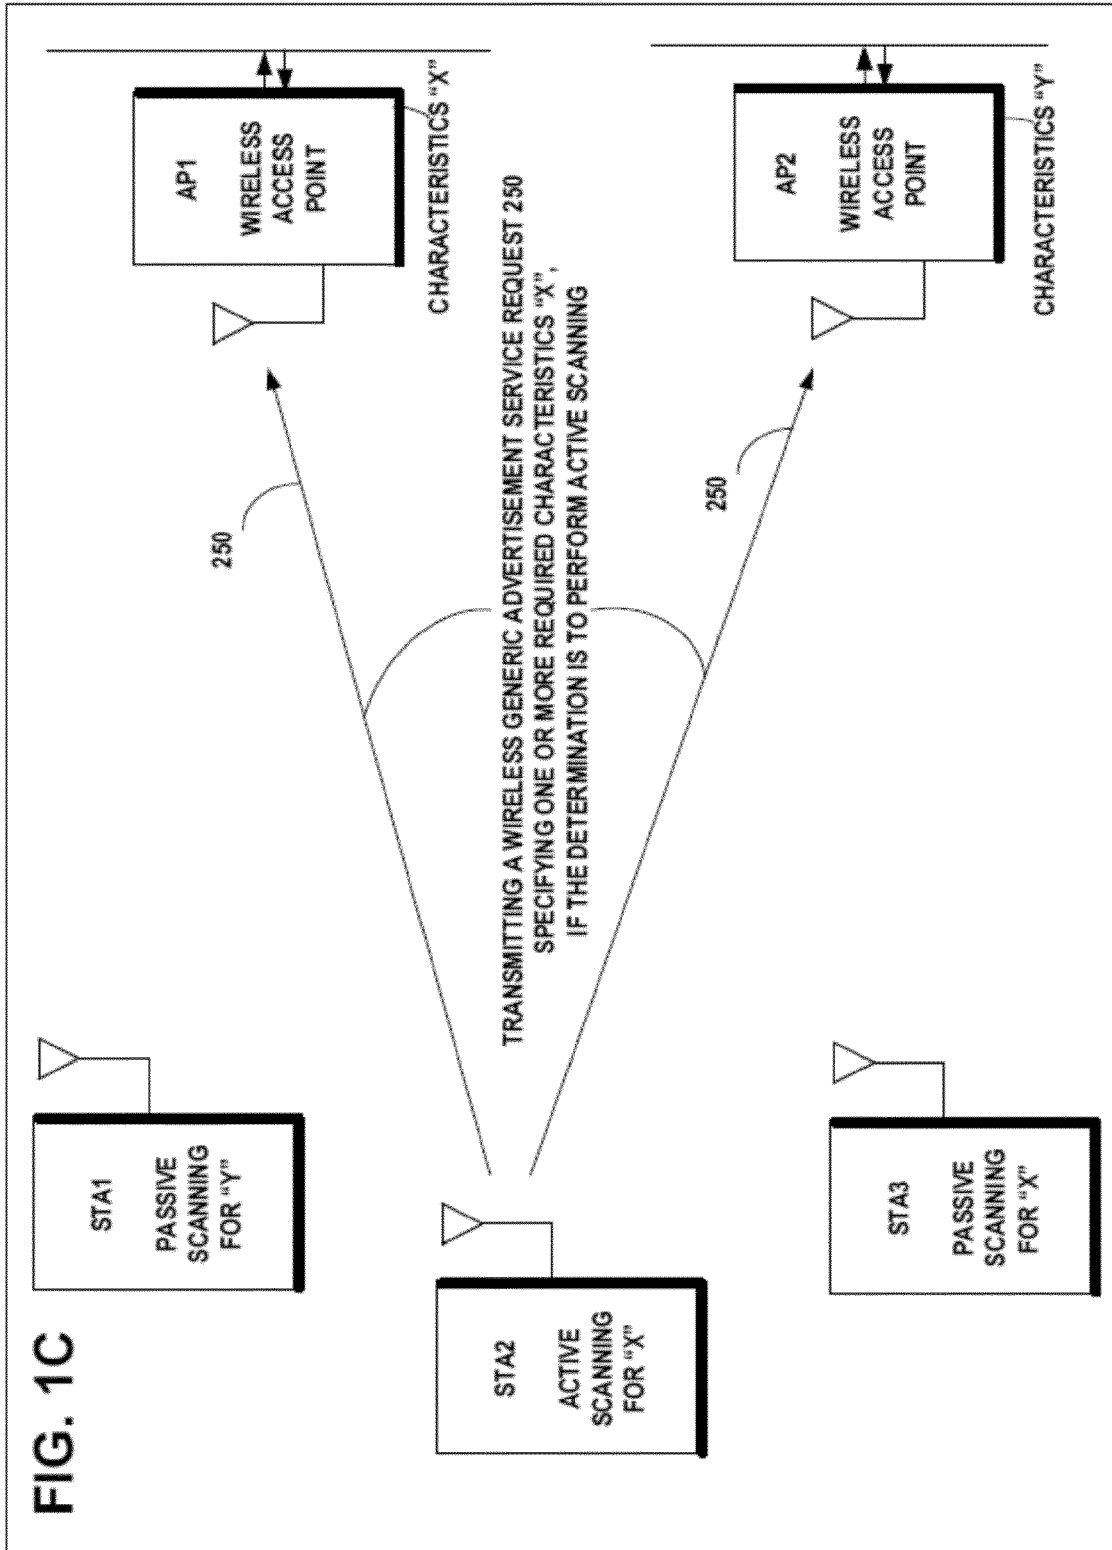 FIG. 1C
STA1
PASSIVE
SCANNING
FOR "Y"
STA2
ACTIVE
SCANNING
FOR "X"
STA3
PASSIVE
SCANNING
FOR "X"
250
TRANSMITTING A WIRELESS GENERIC ADVERTISEMENT SERVICE REQUEST 250
SPECIFYING ONE OR MORE REQUIRED CHARACTERISTICS "X",
IF THE DETERMINATION IS TO PERFORM ACTIVE SCANNING
250
AP1
WIRELESS
ACCESS
POINT
CHARACTERISTICS "X"
AP2
WIRELESS
ACCESS
POINT
CHARACTERISTICS "Y"